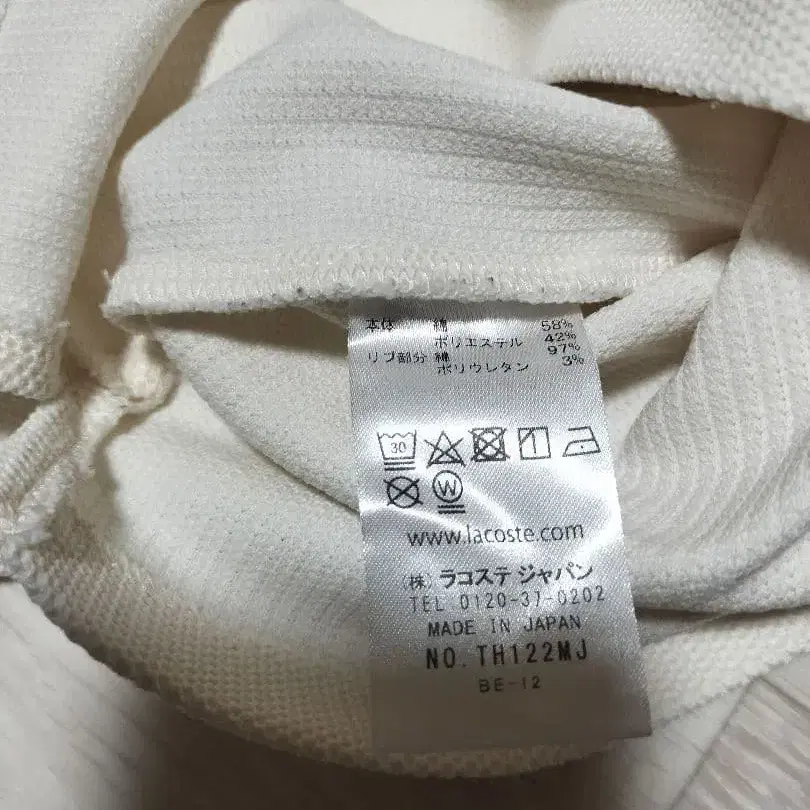 本体 綿 58%
ポリエステル 42%
リブ部分 綿 97%
ポリウレタン 3%
30
W
www.lacoste.com
(株) ラコステ ジャパン
TEL 0120-37-0202
MADE IN JAPAN
NO. TH122MJ
BE-12